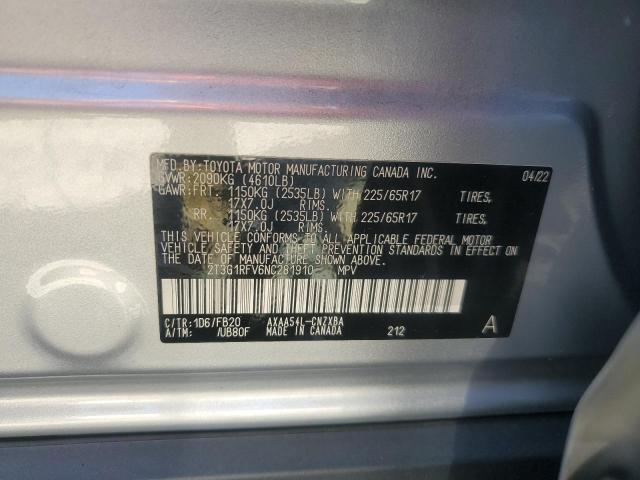 MFD.BY:TOYOTA MOTOR MANUFACTURING CANADA INC. 04/22
GVWR:2090KG (4610LB)
GAWR:FRT. 1150KG (2535LB) WITH 225/65R17 TIRES,
17X7.0J RIMS.
RR. 1150KG (2535LB) WITH 225/65R17 TIRES,
17X7.0J RIMS.
THIS VEHICLE CONFORMS TO ALL APPLICABLE FEDERAL MOTOR
VEHICLE/SAFETY AND THEFT PREVENTION STANDARDS IN EFFECT ON
THE DATE OF MANUFACTURE SHOWN ABOVE.
2T3G1RFV6NC281910 MPV
C/TR:1D6/FB20 AXAA54L-CNZXBA A
A/TM: /UB80F MADE IN CANADA 212